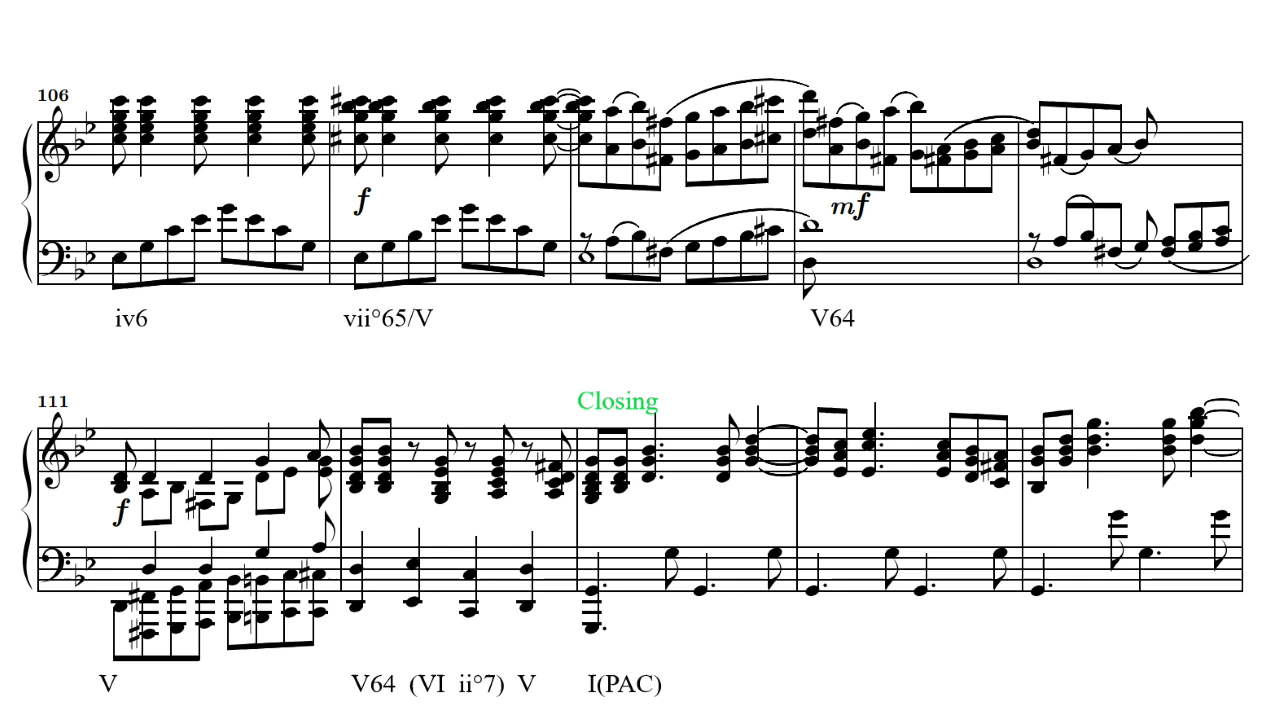 106
f
mf
iv6 vii°65/V V64
111
Closing
f
V V64 (VI ii°7) V I(PAC)